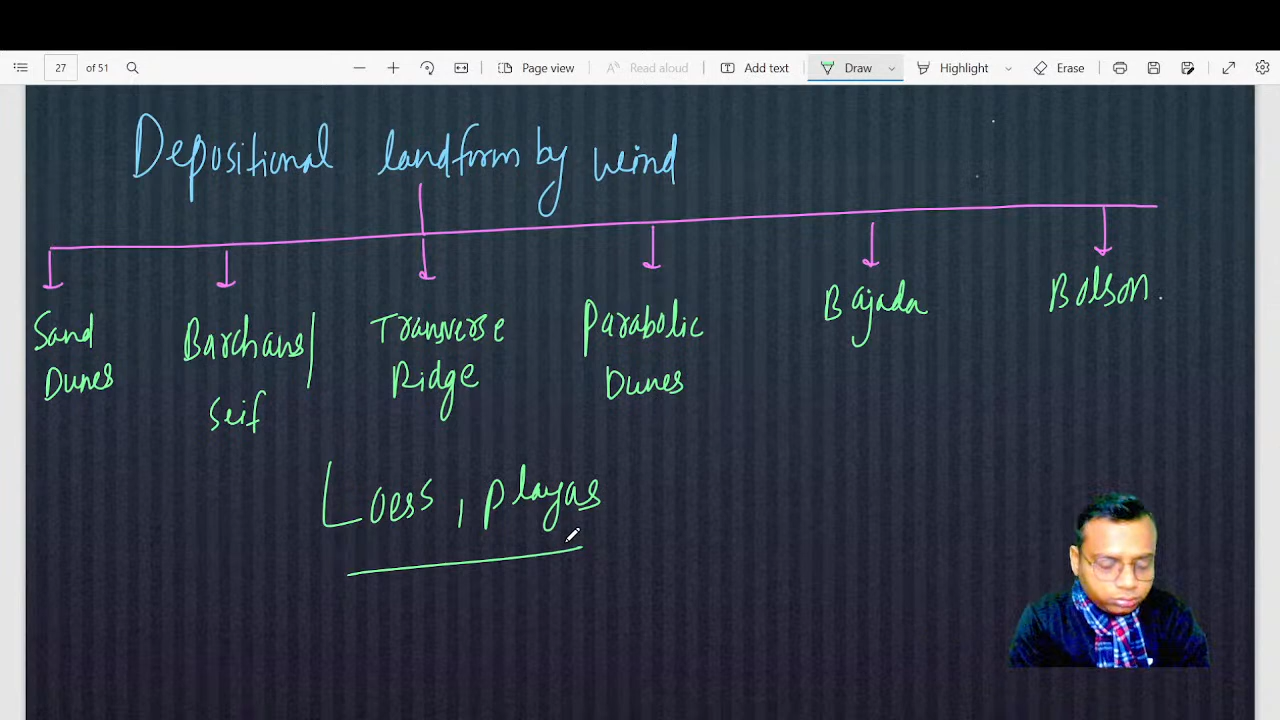 27 of 51 Page view Read aloud Add text Draw Highlight Erase
Depositional landform by wind
Sand Dunes
Barchans/ Seif
Transverse Ridge
Parabolic Dunes
Bajada
Bolson.
Loess, playas